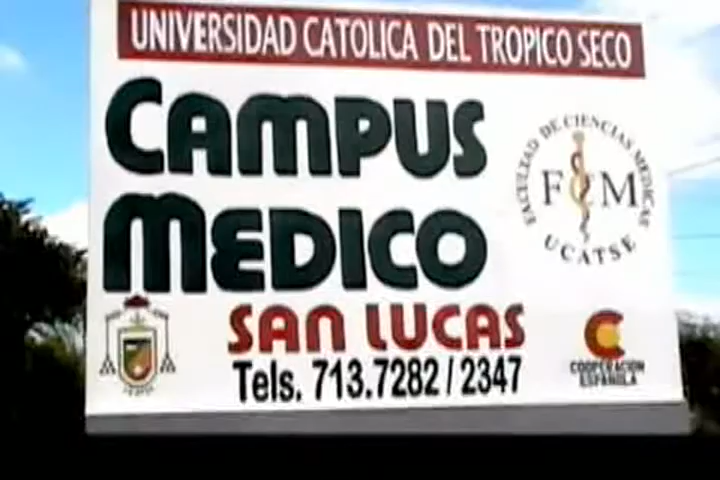 UNIVERSIDAD CATOLICA DEL TROPICO SECO
CAMPUS
MEDICO
FACULTAD DE CIENCIAS MEDICAS
F M
UCATSE
SAN LUCAS
Tels. 713.7282 / 2347
COOPERACION
ESPAÑOLA